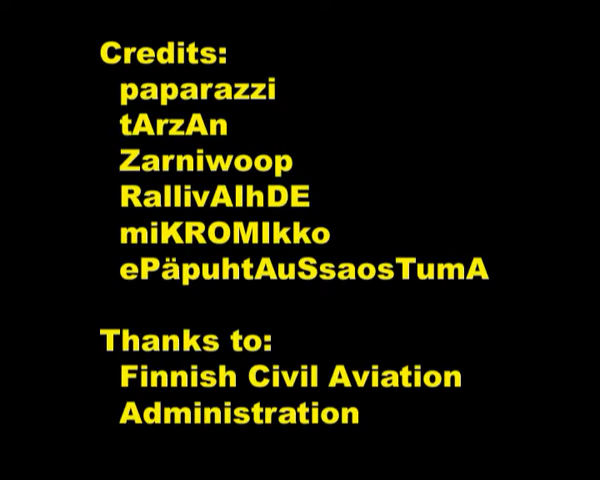 Credits:
paparazzi
tArzAn
Zarniwoop
RallivAlhDE
miKROMIkko
ePäpuhtAuSsaosTumA
Thanks to:
Finnish Civil Aviation
Administration